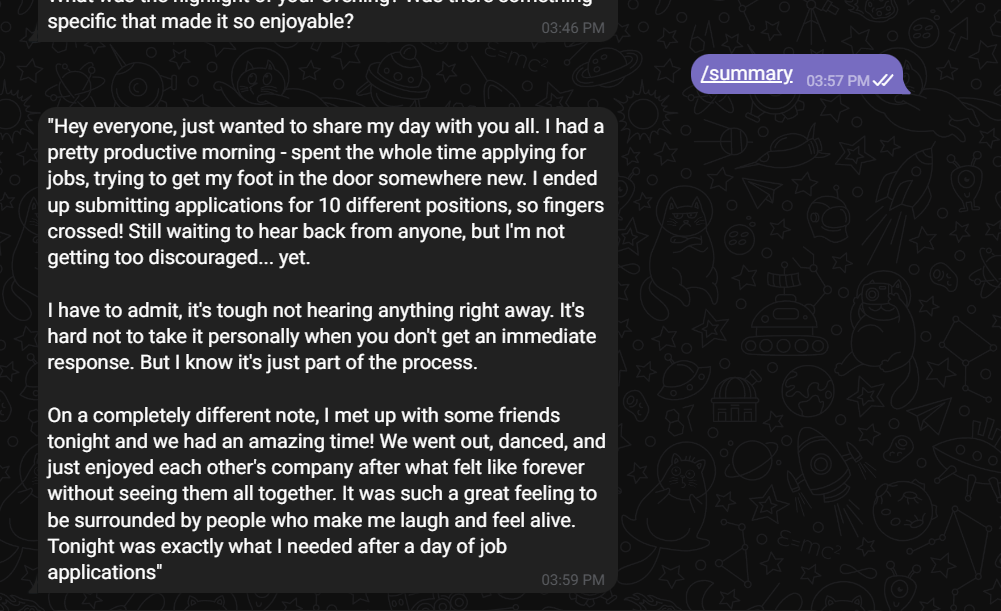 specific that made it so enjoyable?
03:46 PM
/summary 03:57 PM
"Hey everyone, just wanted to share my day with you all. I had a
pretty productive morning - spent the whole time applying for
jobs, trying to get my foot in the door somewhere new. I ended
up submitting applications for 10 different positions, so fingers
crossed! Still waiting to hear back from anyone, but I'm not
getting too discouraged... yet.
I have to admit, it's tough not hearing anything right away. It's
hard not to take it personally when you don't get an immediate
response. But I know it's just part of the process.
On a completely different note, I met up with some friends
tonight and we had an amazing time! We went out, danced, and
just enjoyed each other's company after what felt like forever
without seeing them all together. It was such a great feeling to
be surrounded by people who make me laugh and feel alive.
Tonight was exactly what I needed after a day of job
applications"
03:59 PM